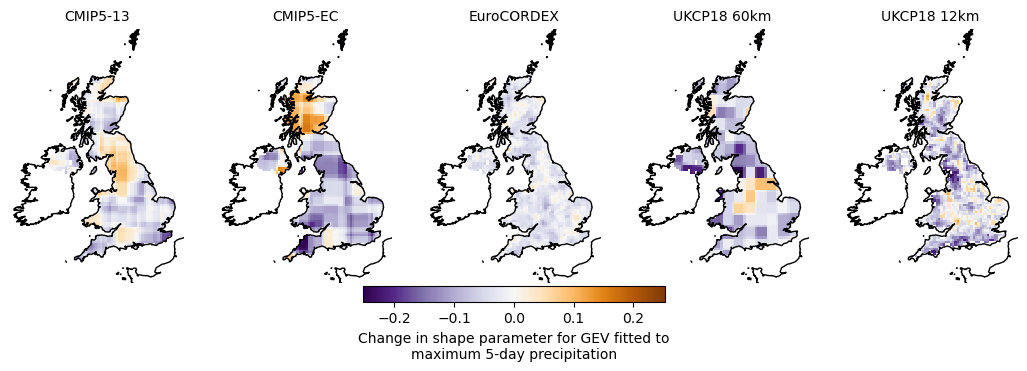 CMIP5-13
CMIP5-EC
EuroCORDEX
UKCP18 60km
UKCP18 12km
−0.2 −0.1 0.0 0.1 0.2
Change in shape parameter for GEV fitted to
maximum 5-day precipitation